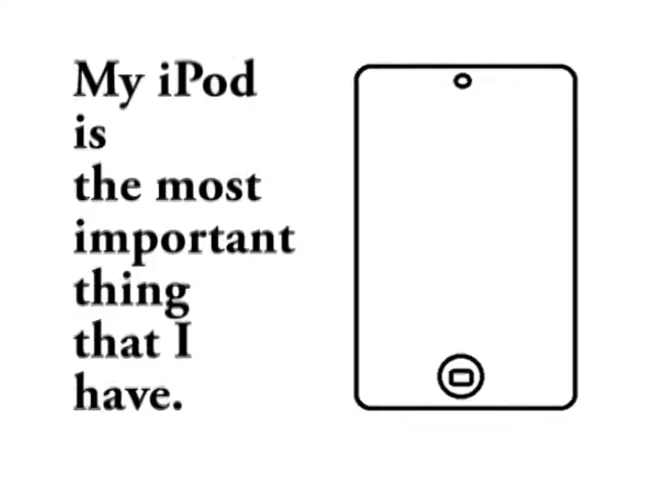 My iPod
is
the most
important
thing
that I
have.